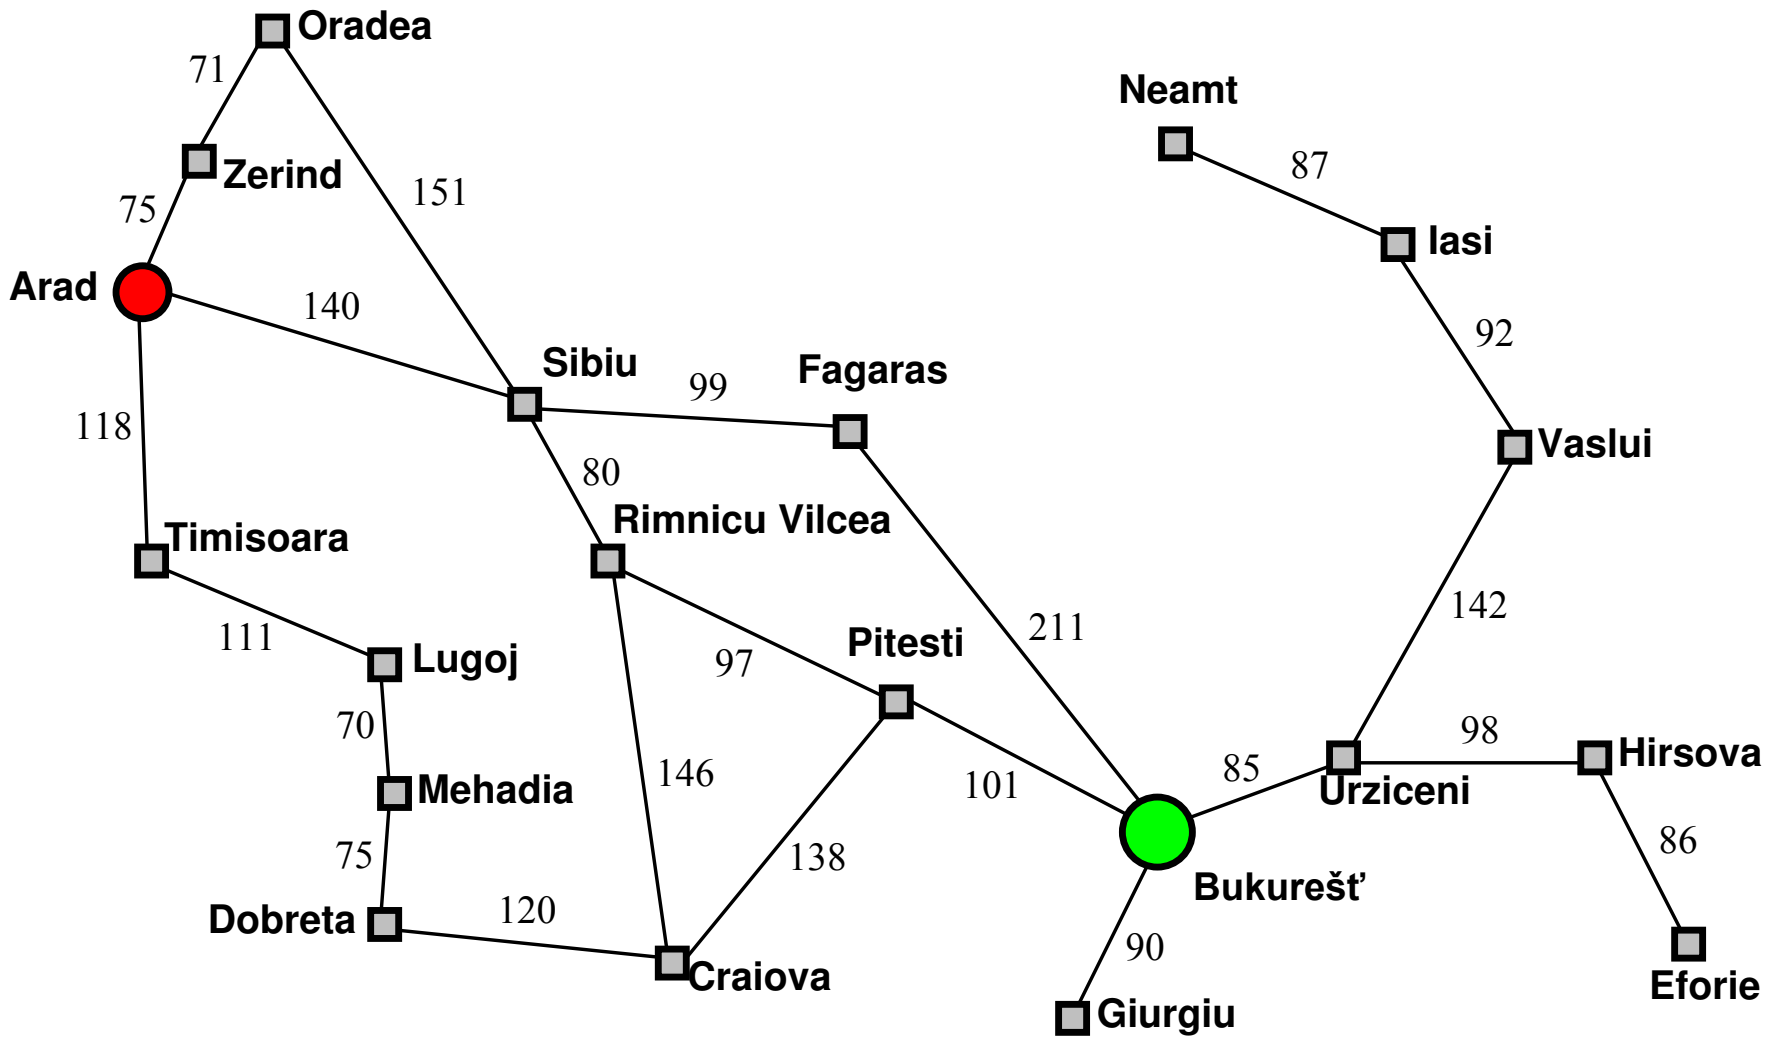 Oradea
71
Neamt
87
Zerind
151
75
Iasi
Arad
140
92
Sibiu
99
Fagaras
118
Vaslui
80
Rimnicu Vilcea
Timisoara
142
211
111
Pitesti
Lugoj
97
70
98
Hirsova
146
101
85
Urziceni
Mehadia
86
75
138
Bukurešť
120
Dobreta
90
Craiova
Eforie
Giurgiu